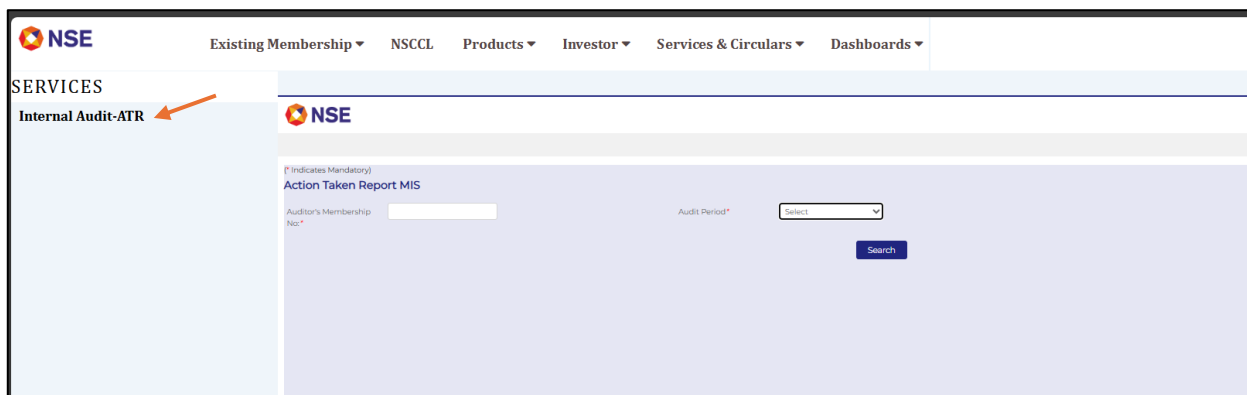 NSE
Existing Membership NSCCL Products Investor Services & Circulars Dashboards
SERVICES
Internal Audit-ATR
NSE
(* Indicates Mandatory)
Action Taken Report MIS
Auditor's Membership
No:*
Audit Period*
Select
Search